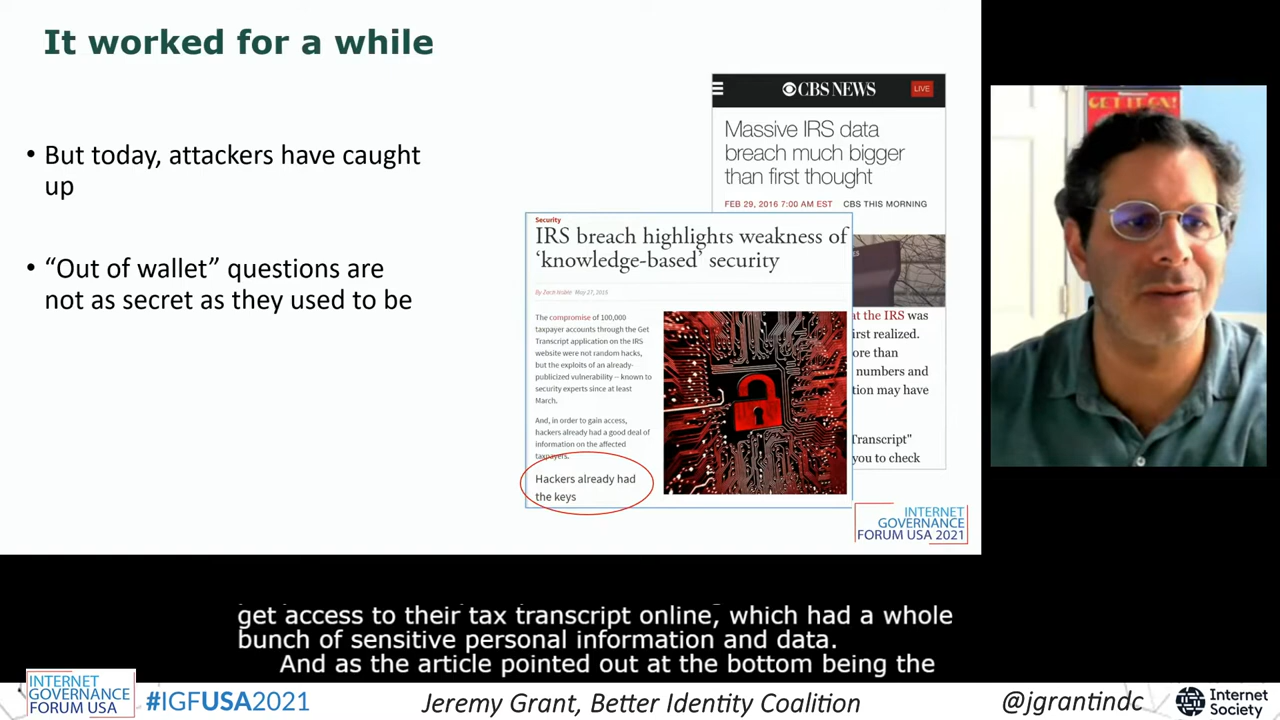 It worked for a while
• But today, attackers have caught
up
• “Out of wallet” questions are
not as secret as they used to be
CBS NEWS
LIVE
Massive IRS data
breach much bigger
than first thought
FEB 29, 2016 7:00 AM EST CBS THIS MORNING
at the IRS was
irst realized.
ore than
numbers and
tion may have
Transcript"
you to check
Security
IRS breach highlights weakness of
‘knowledge-based’ security
May 27, 2015
The compromise of 100,000
taxpayer accounts through the Get
Transcript application on the IRS
website were not random hacks,
but the exploits of an already-
publicized vulnerability – known to
security experts since at least
March.
And, in order to gain access,
hackers already had a good deal of
information on the affected
taxpayers.
Hackers already had
the keys
INTERNET
GOVERNANCE
FORUM USA 2021
GET IT ON!
get access to their tax transcript online, which had a whole
bunch of sensitive personal information and data.
And as the article pointed out at the bottom being the
INTERNET
GOVERNANCE
FORUM USA
#IGFUSA2021
Jeremy Grant, Better Identity Coalition
@jgrantindc
Internet
Society